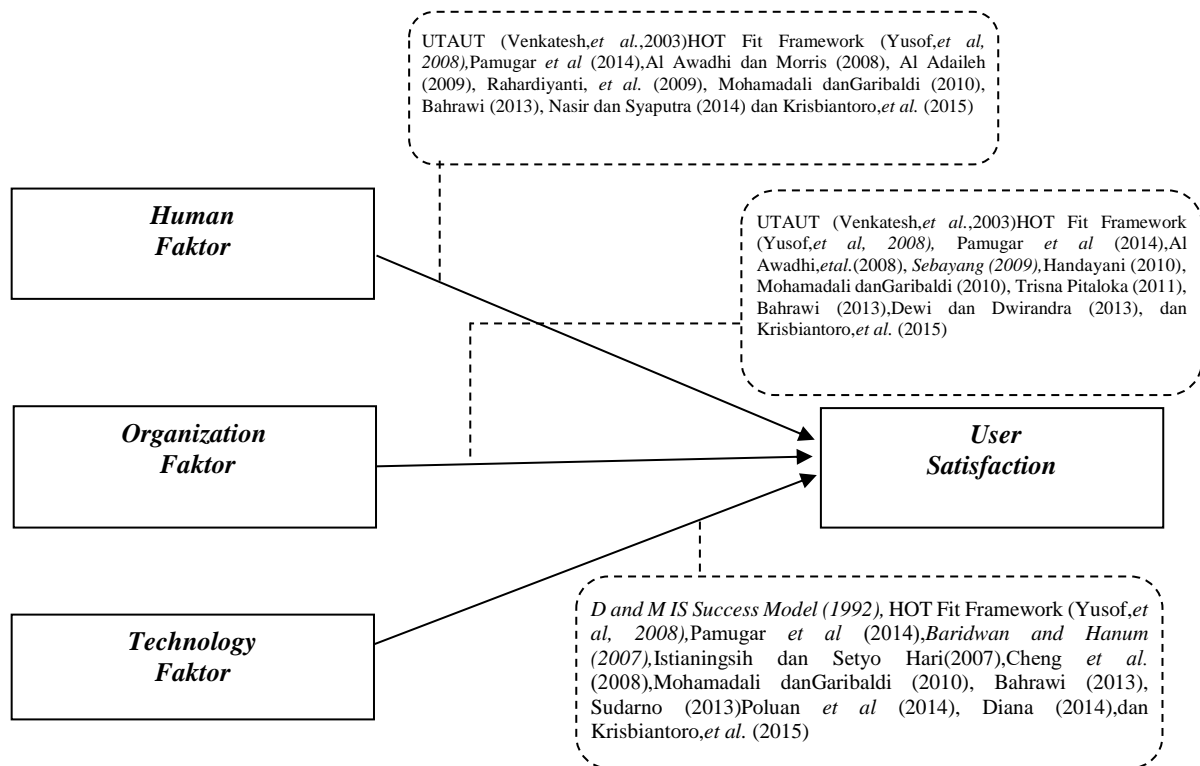 UTAUT (Venkatesh,et al.,2003)HOT Fit Framework (Yusof,et al,
2008),Pamugar et al (2014),Al Awadhi dan Morris (2008), Al Adaileh
(2009), Rahardiyanti, et al. (2009), Mohamadali danGaribaldi (2010),
Bahrawi (2013), Nasir dan Syaputra (2014) dan Krisbiantoro,et al. (2015)
Human
Faktor
UTAUT (Venkatesh,et al.,2003)HOT Fit Framework
(Yusof,et al, 2008), Pamugar et al (2014),Al
Awadhi,etal.(2008), Sebayang (2009),Handayani (2010),
Mohamadali danGaribaldi (2010), Trisna Pitaloka (2011),
Bahrawi (2013),Dewi dan Dwirandra (2013), dan
Krisbiantoro,et al. (2015)
Organization
Faktor
User
Satisfaction
Technology
Faktor
D and M IS Success Model (1992), HOT Fit Framework (Yusof,et
al, 2008),Pamugar et al (2014),Baridwan and Hanum
(2007),Istianingsih dan Setyo Hari(2007),Cheng et al.
(2008),Mohamadali danGaribaldi (2010), Bahrawi (2013),
Sudarno (2013)Poluan et al (2014), Diana (2014),dan
Krisbiantoro,et al. (2015)